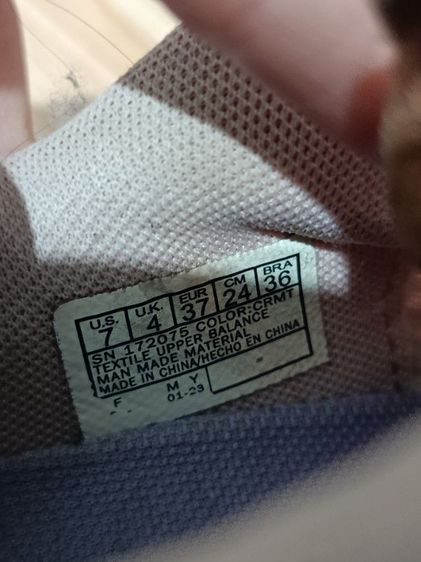 U.S. U.K. EUR CM BRA
7 4 37 24 36
SN 172075 COLOR:CRMT
TEXTILE UPPER BALANCE
MAN MADE MATERIAL
MADE IN CHINA/HECHO EN CHINA
F M Y -
- - 01-23